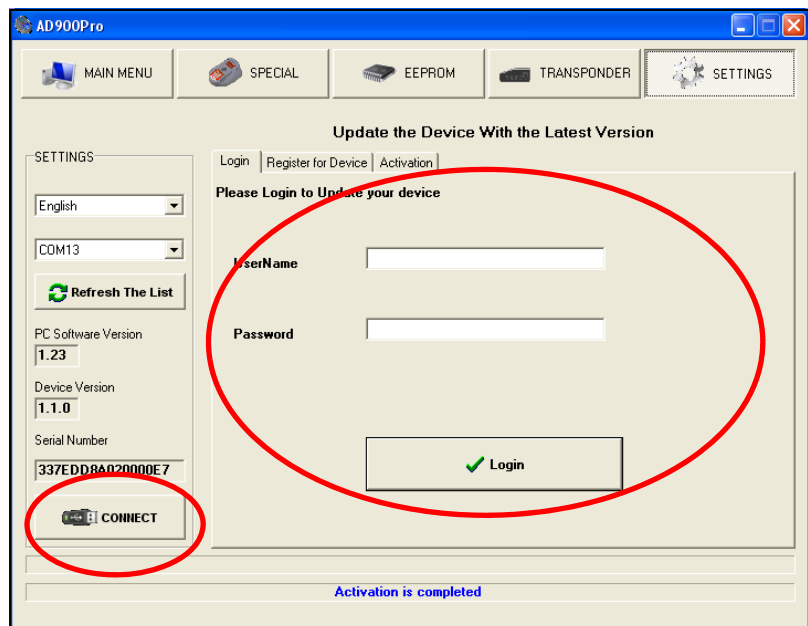 AD900Pro
MAIN MENU
SPECIAL
EEPROM
TRANSPONDER
SETTINGS
Update the Device With the Latest Version
SETTINGS
English
COM13
Refresh The List
PC Software Version
1.23
Device Version
1.1.0
Serial Number
337EDD8A020000E7
CONNECT
Login
Register for Device
Activation
Please Login to Update your device
UserName
Password
Login
Activation is completed